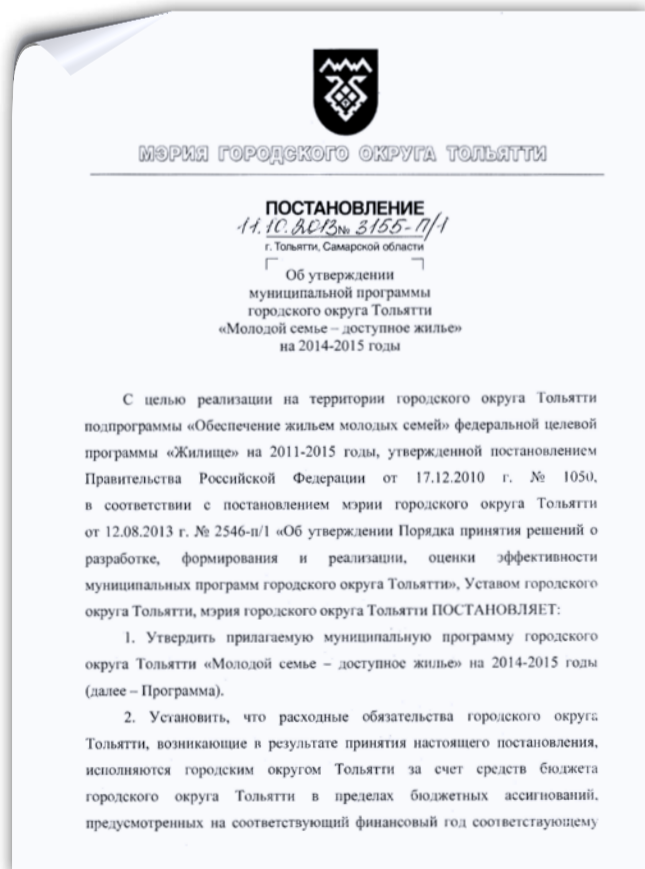 МЭРИЯ ГОРОДСКОГО ОКРУГА ТОЛЬЯТТИ
ПОСТАНОВЛЕНИЕ
11.10.2013 № 3155-П/1
г. Тольятти, Самарской области
Об утверждении
муниципальной программы
городского округа Тольятти
«Молодой семье – доступное жилье»
на 2014-2015 годы
С целью реализации на территории городского округа Тольятти
подпрограммы «Обеспечение жильем молодых семей» федеральной целевой
программы «Жилище» на 2011-2015 годы, утвержденной постановлением
Правительства Российской Федерации от 17.12.2010 г. № 1050,
в соответствии с постановлением мэрии городского округа Тольятти
от 12.08.2013 г. № 2546-п/1 «Об утверждении Порядка принятия решений о
разработке, формирования и реализации, оценки эффективности
муниципальных программ городского округа Тольятти», Уставом городского
округа Тольятти, мэрия городского округа Тольятти ПОСТАНОВЛЯЕТ:
1. Утвердить прилагаемую муниципальную программу городского
округа Тольятти «Молодой семье – доступное жилье» на 2014-2015 годы
(далее – Программа).
2. Установить, что расходные обязательства городского округа
Тольятти, возникающие в результате принятия настоящего постановления,
исполняются городским округом Тольятти за счет средств бюджета
городского округа Тольятти в пределах бюджетных ассигнований,
предусмотренных на соответствующий финансовый год соответствующему